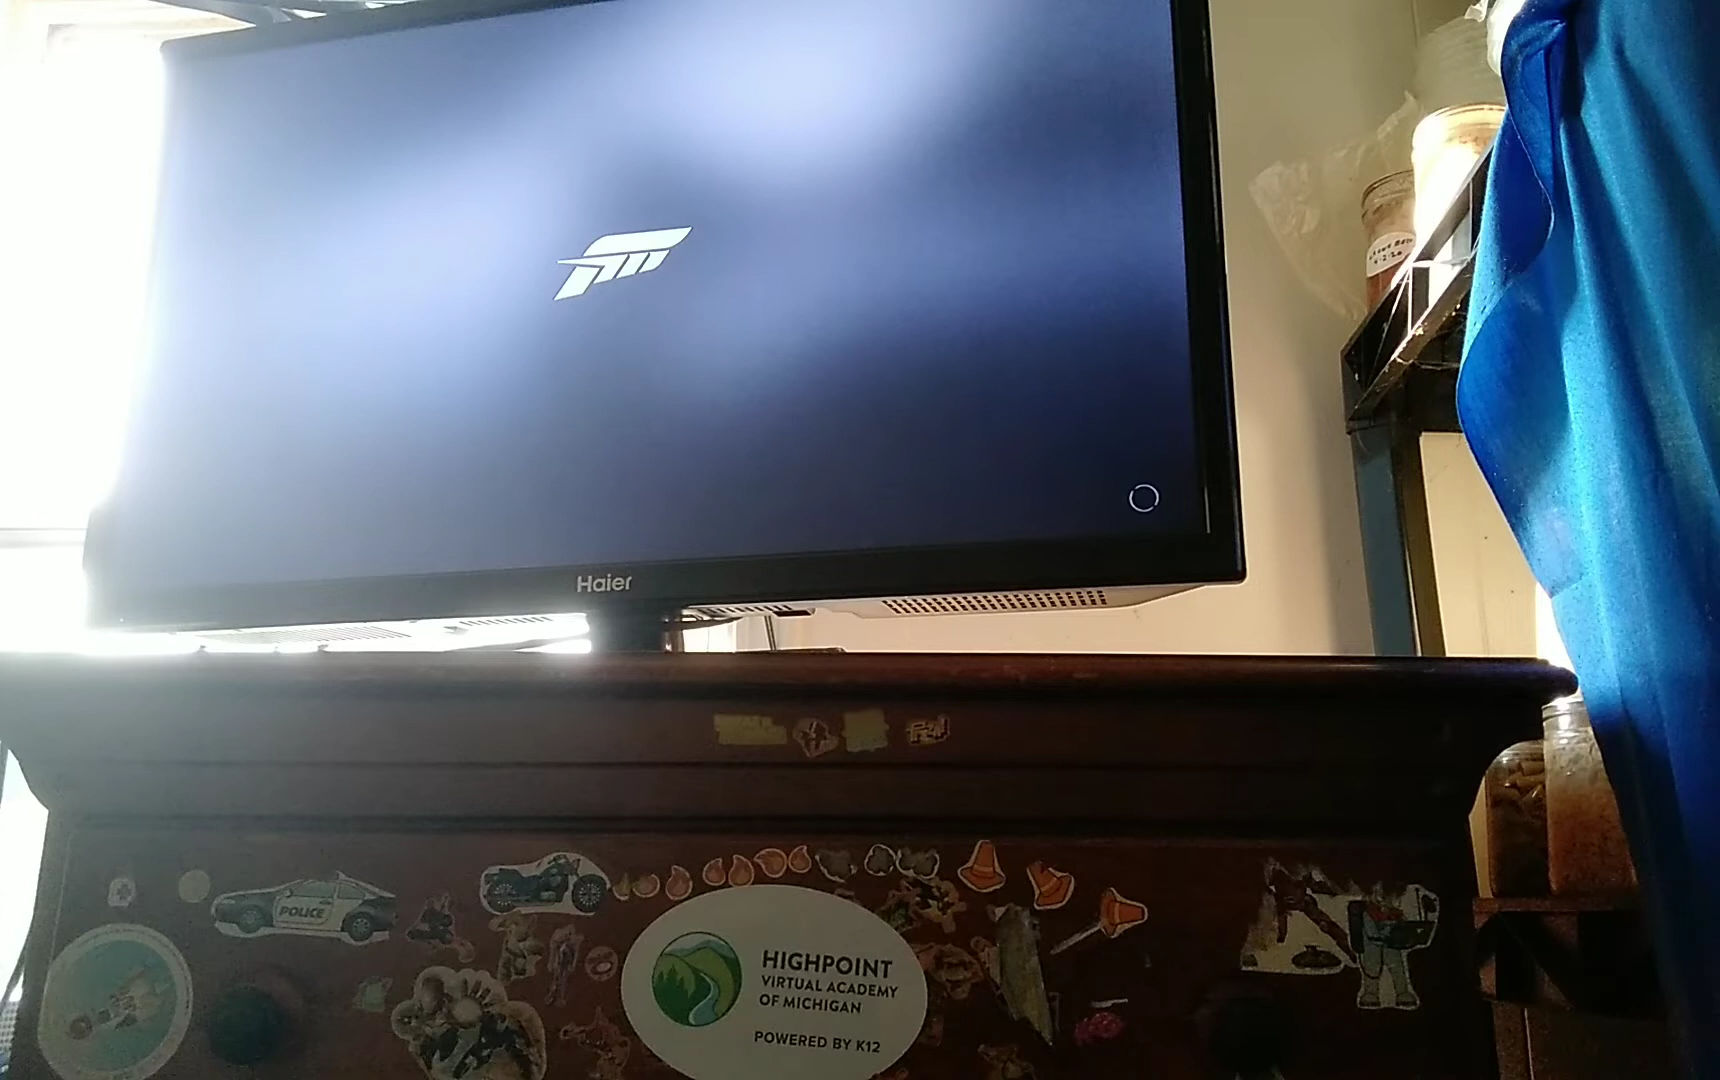 Haier
POLICE
HIGHPOINT
VIRTUAL ACADEMY
OF MICHIGAN
POWERED BY K12